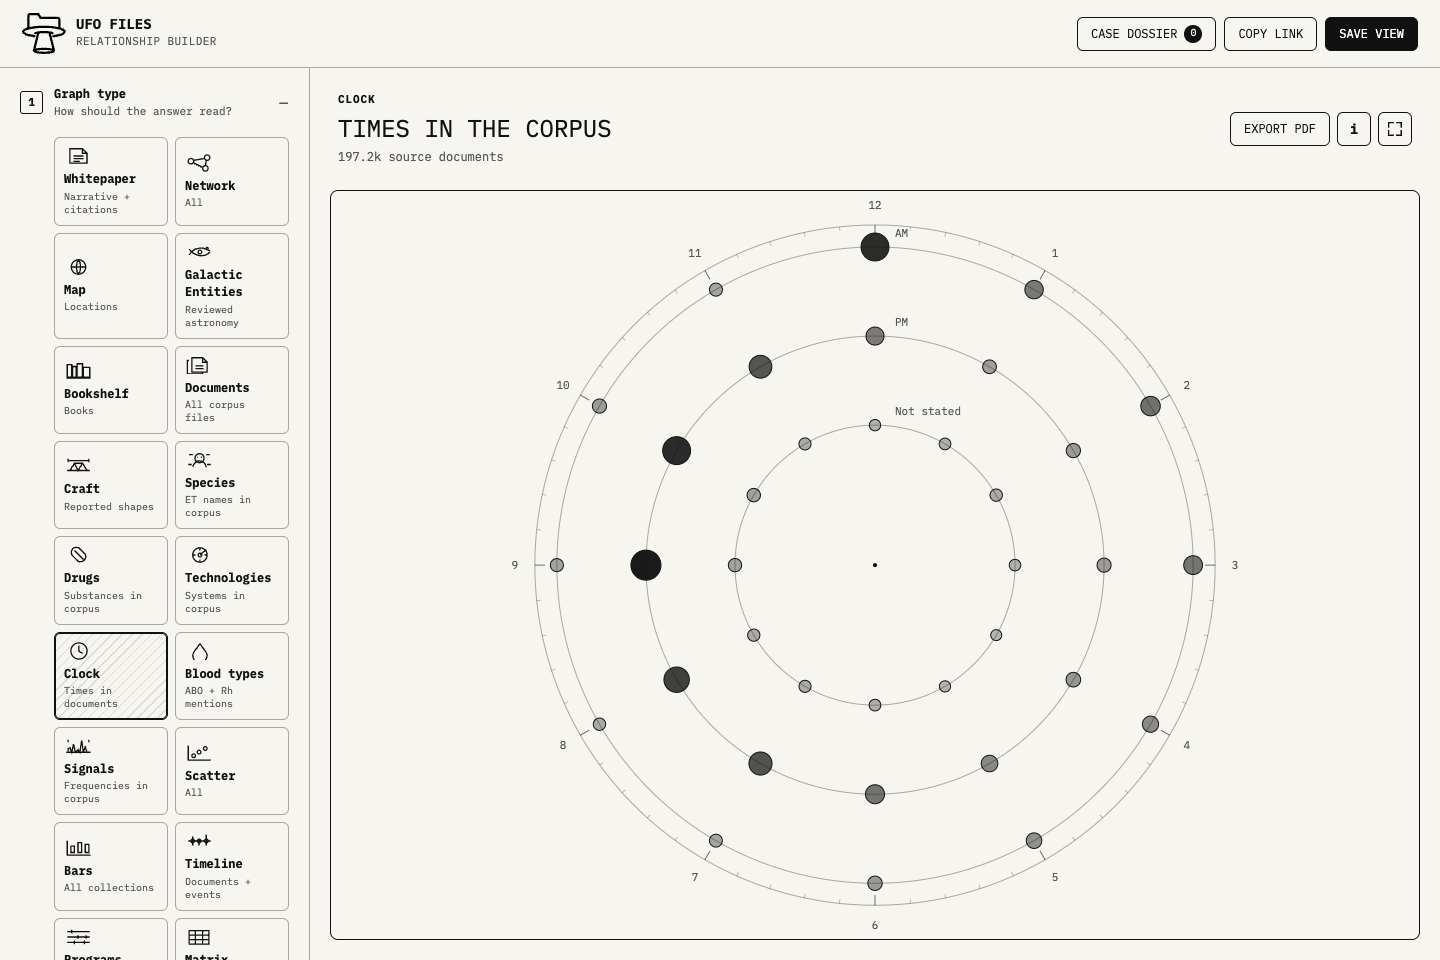 UFO FILES
RELATIONSHIP BUILDER
CASE DOSSIER 0
COPY LINK
SAVE VIEW
1
Graph type
How should the answer read?
Whitepaper
Narrative +
citations
Network
All
Map
Locations
Galactic
Entities
Reviewed
astronomy
Bookshelf
Books
Documents
All corpus
files
Craft
Reported shapes
Species
ET names in
corpus
Drugs
Substances in
corpus
Technologies
Systems in
corpus
Clock
Times in
documents
Blood types
ABO + Rh
mentions
Signals
Frequencies in
corpus
Scatter
All
Bars
All collections
Timeline
Documents +
events
Programs
Matrix
CLOCK
TIMES IN THE CORPUS
197.2k source documents
EXPORT PDF
i
12
AM
11
1
PM
10
2
Not stated
9
3
8
4
7
5
6